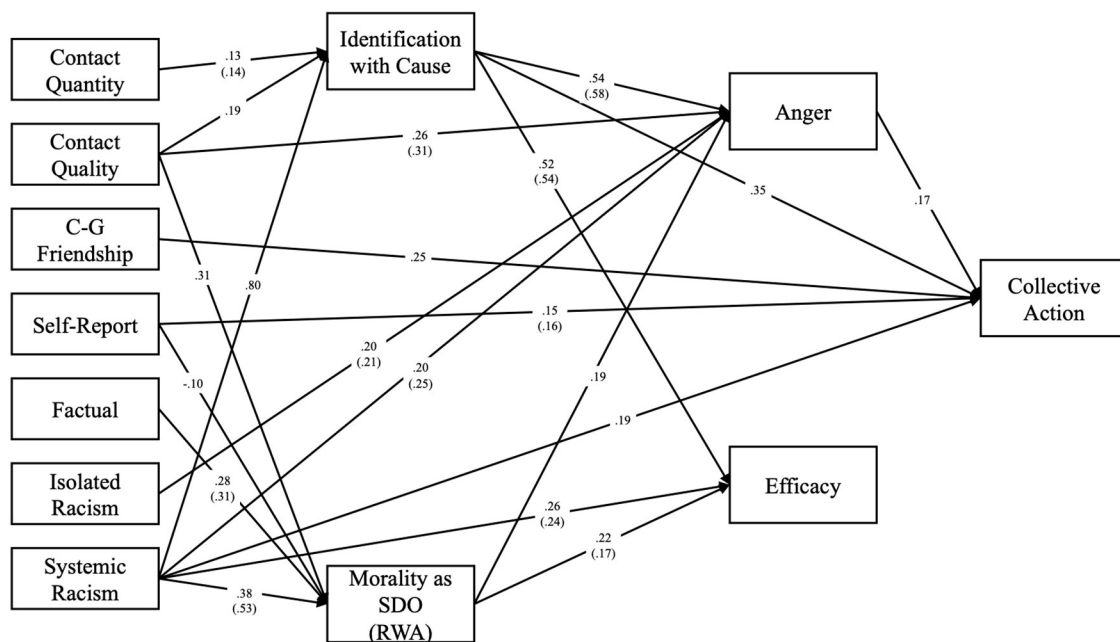 Contact
Quantity
Contact
Quality
C-G
Friendship
Self-Report
Factual
Isolated
Racism
Systemic
Racism
Identification
with Cause
Morality as
SDO
(RWA)
Anger
Efficacy
Collective
Action
.13
(.14)
.19
.26
(.31)
.54
(.58)
.52
(.54)
.35
.17
.25
.31
.80
.15
(.16)
-.10
.20
(.21)
.20
(.25)
.19
.19
.28
(.31)
.26
(.24)
.22
(.17)
.38
(.53)